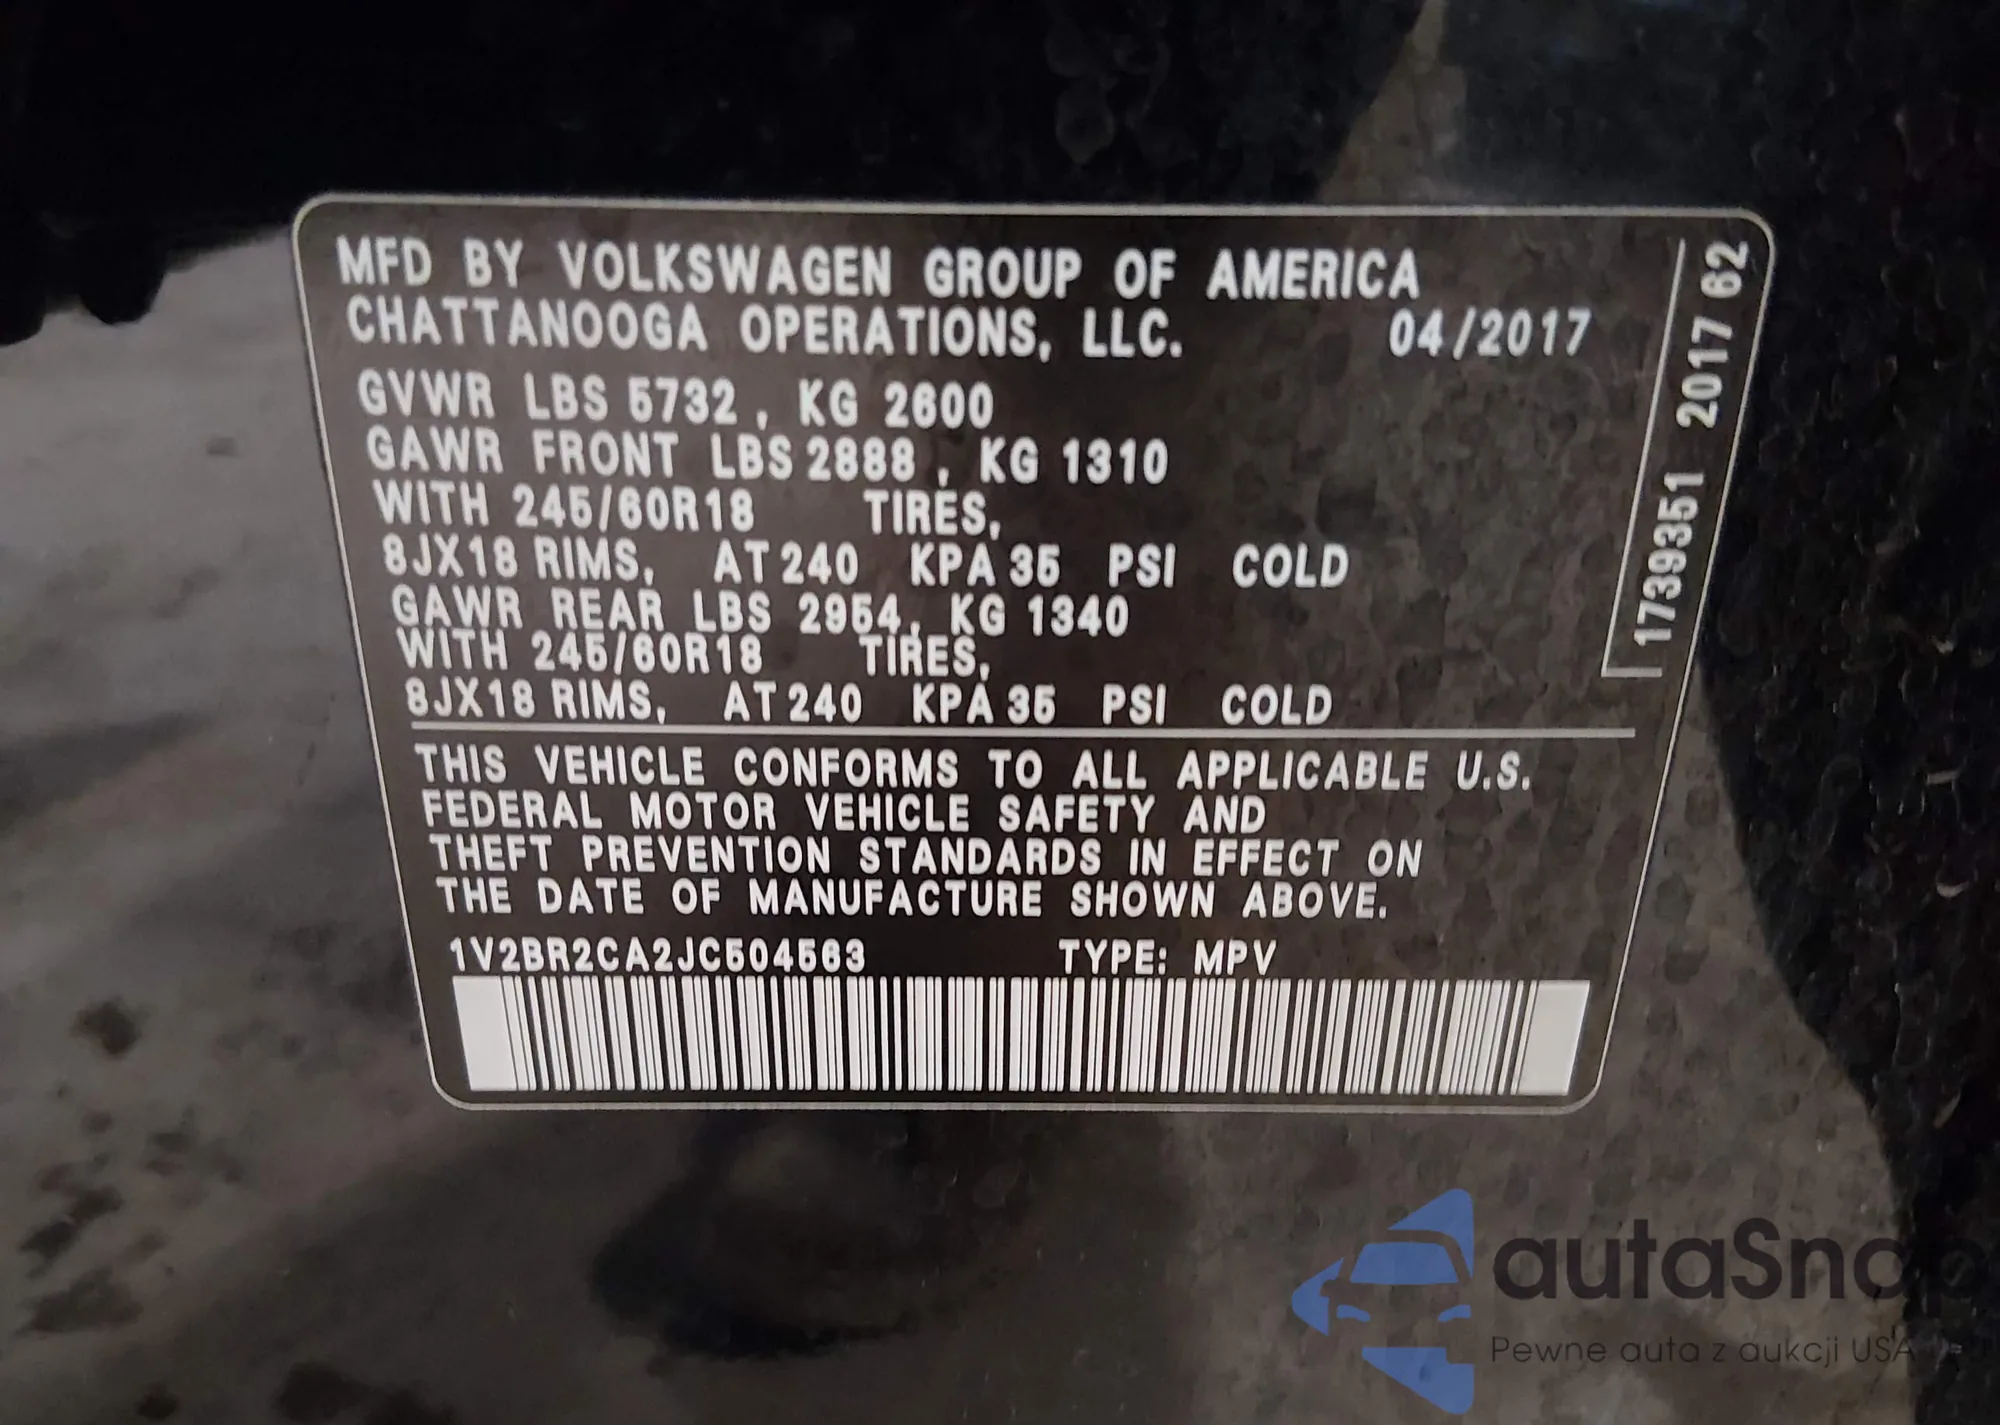 MFD BY VOLKSWAGEN GROUP OF AMERICA
CHATTANOOGA OPERATIONS, LLC. 04/2017
GVWR LBS 5732, KG 2600
GAWR FRONT LBS 2888, KG 1310
WITH 245/60R18 TIRES,
8JX18 RIMS, AT 240 KPA 35 PSI COLD
GAWR REAR LBS 2954, KG 1340
WITH 245/60R18 TIRES,
8JX18 RIMS, AT 240 KPA 35 PSI COLD
THIS VEHICLE CONFORMS TO ALL APPLICABLE U.S.
FEDERAL MOTOR VEHICLE SAFETY AND
THEFT PREVENTION STANDARDS IN EFFECT ON
THE DATE OF MANUFACTURE SHOWN ABOVE.
1V2BR2CA2JC504563 TYPE: MPV
1739351 2017 62
autaSnap
Pewne auta z aukcji USA